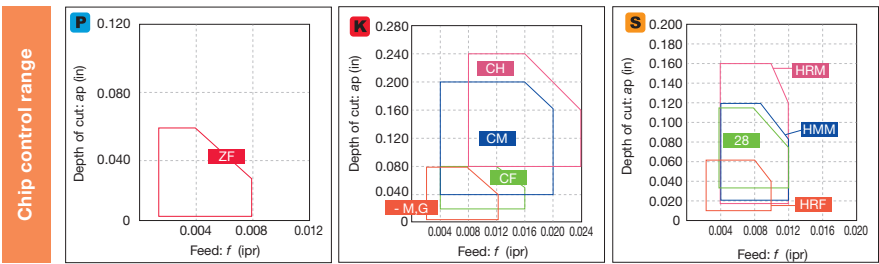 Chip control range
P
0.120
0.080
0.040
0
Depth of cut: ap (in)
ZF
0.004 0.008 0.012
Feed: f (ipr)
K
0.280
0.240
0.200
0.160
0.120
0.080
0.040
0
Depth of cut: ap (in)
CH
CM
CF
- M,G
0.004 0.008 0.012 0.016 0.020 0.024
Feed: f (ipr)
S
0.200
0.180
0.160
0.140
0.120
0.100
0.080
0.060
0.040
0.020
0
Depth of cut: ap (in)
HRM
HMM
28
HRF
0.004 0.008 0.012 0.016 0.020
Feed: f (ipr)